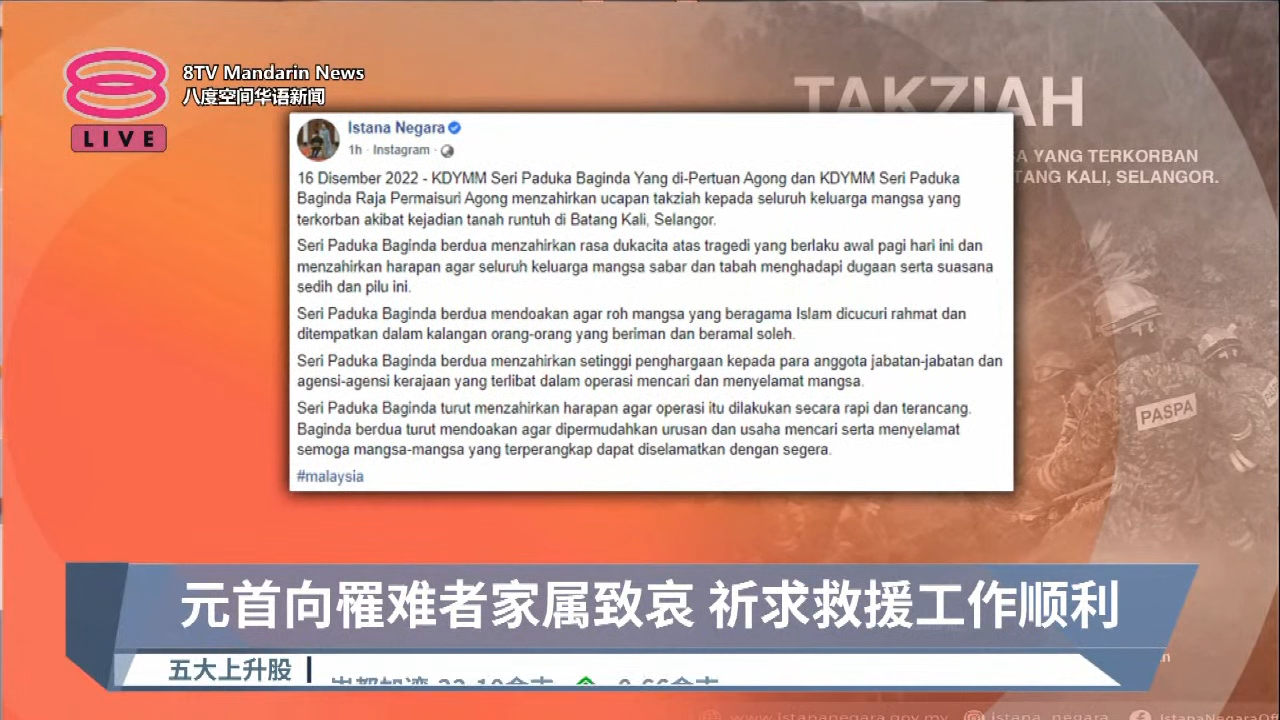 8TV Mandarin News
八度空间华语新闻
LIVE
TAKZIAH
YANG TERKORBAN
KALI, SELANGOR.
Istana Negara
1h · Instagram ·
16 Disember 2022 - KDYMM Seri Paduka Baginda Yang di-Pertuan Agong dan KDYMM Seri Paduka
Baginda Raja Permaisuri Agong menzahirkan ucapan takziah kepada seluruh keluarga mangsa yang
terkorban akibat kejadian tanah runtuh di Batang Kali, Selangor.
Seri Paduka Baginda berdua menzahirkan rasa dukacita atas tragedi yang berlaku awal pagi hari ini dan
menzahirkan harapan agar seluruh keluarga mangsa sabar dan tabah menghadapi dugaan serta suasana
sedih dan pilu ini.
Seri Paduka Baginda berdua mendoakan agar roh mangsa yang beragama Islam dicucuri rahmat dan
ditempatkan dalam kalangan orang-orang yang beriman dan beramal soleh.
Seri Paduka Baginda berdua menzahirkan setinggi penghargaan kepada para anggota jabatan-jabatan dan
agensi-agensi kerajaan yang terlibat dalam operasi mencari dan menyelamat mangsa.
Seri Paduka Baginda turut menzahirkan harapan agar operasi itu dilakukan secara rapi dan terancang.
Baginda berdua turut mendoakan agar dipermudahkan urusan dan usaha mencari serta menyelamat
semoga mangsa-mangsa yang terperangkap dapat diselamatkan dengan segera.
#malaysia
PASPA
元首向罹难者家属致哀 祈求救援工作顺利
五大上升股
www.istananegara.gov.my istana_negara